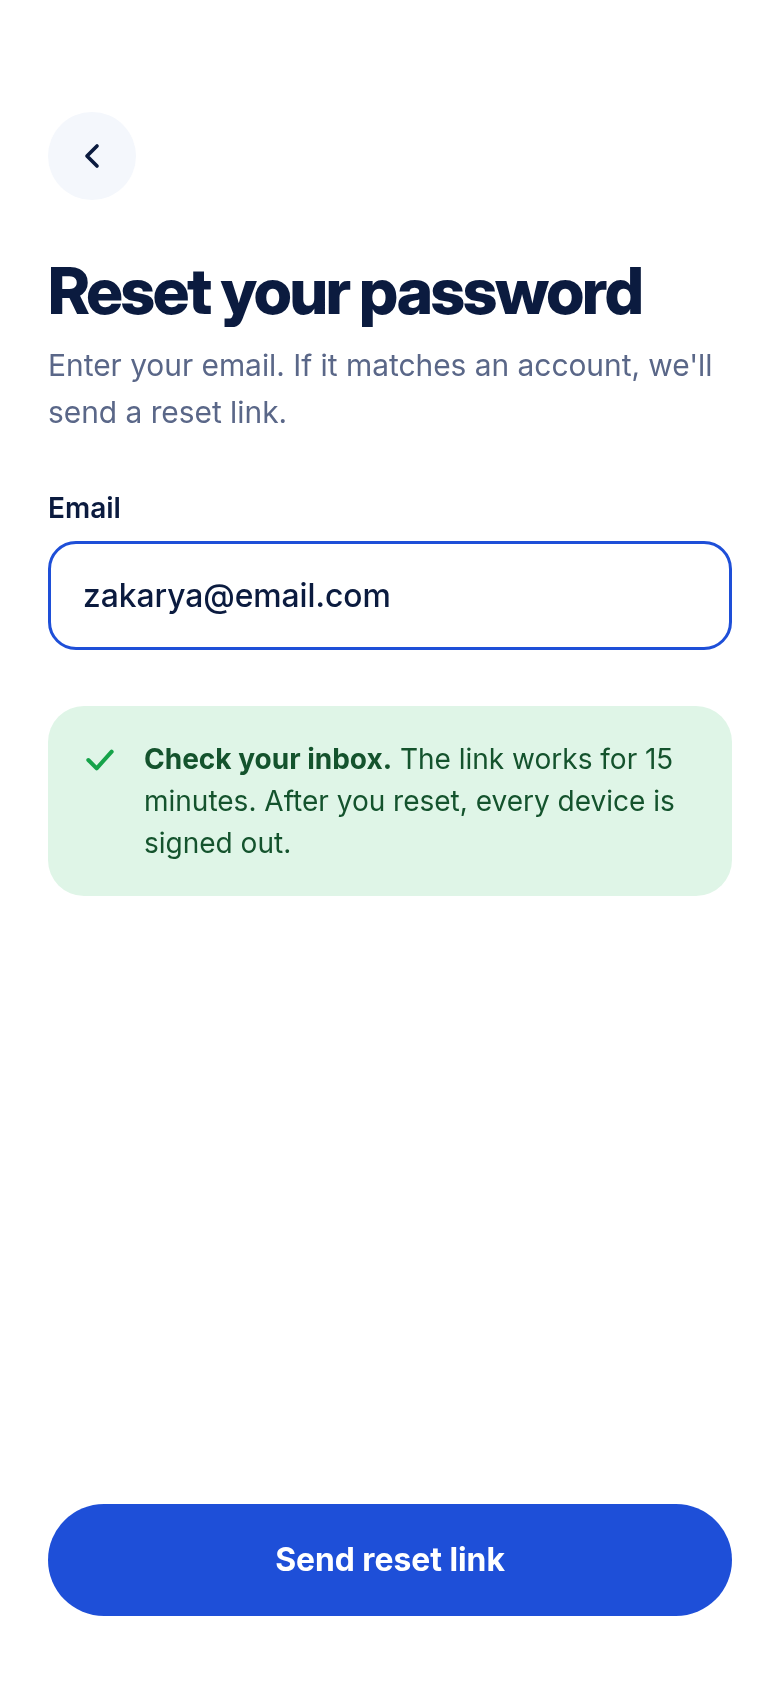 Reset your password
Enter your email. If it matches an account, we'll
send a reset link.
Email
zakarya@email.com
Check your inbox. The link works for 15
minutes. After you reset, every device is
signed out.
Send reset link